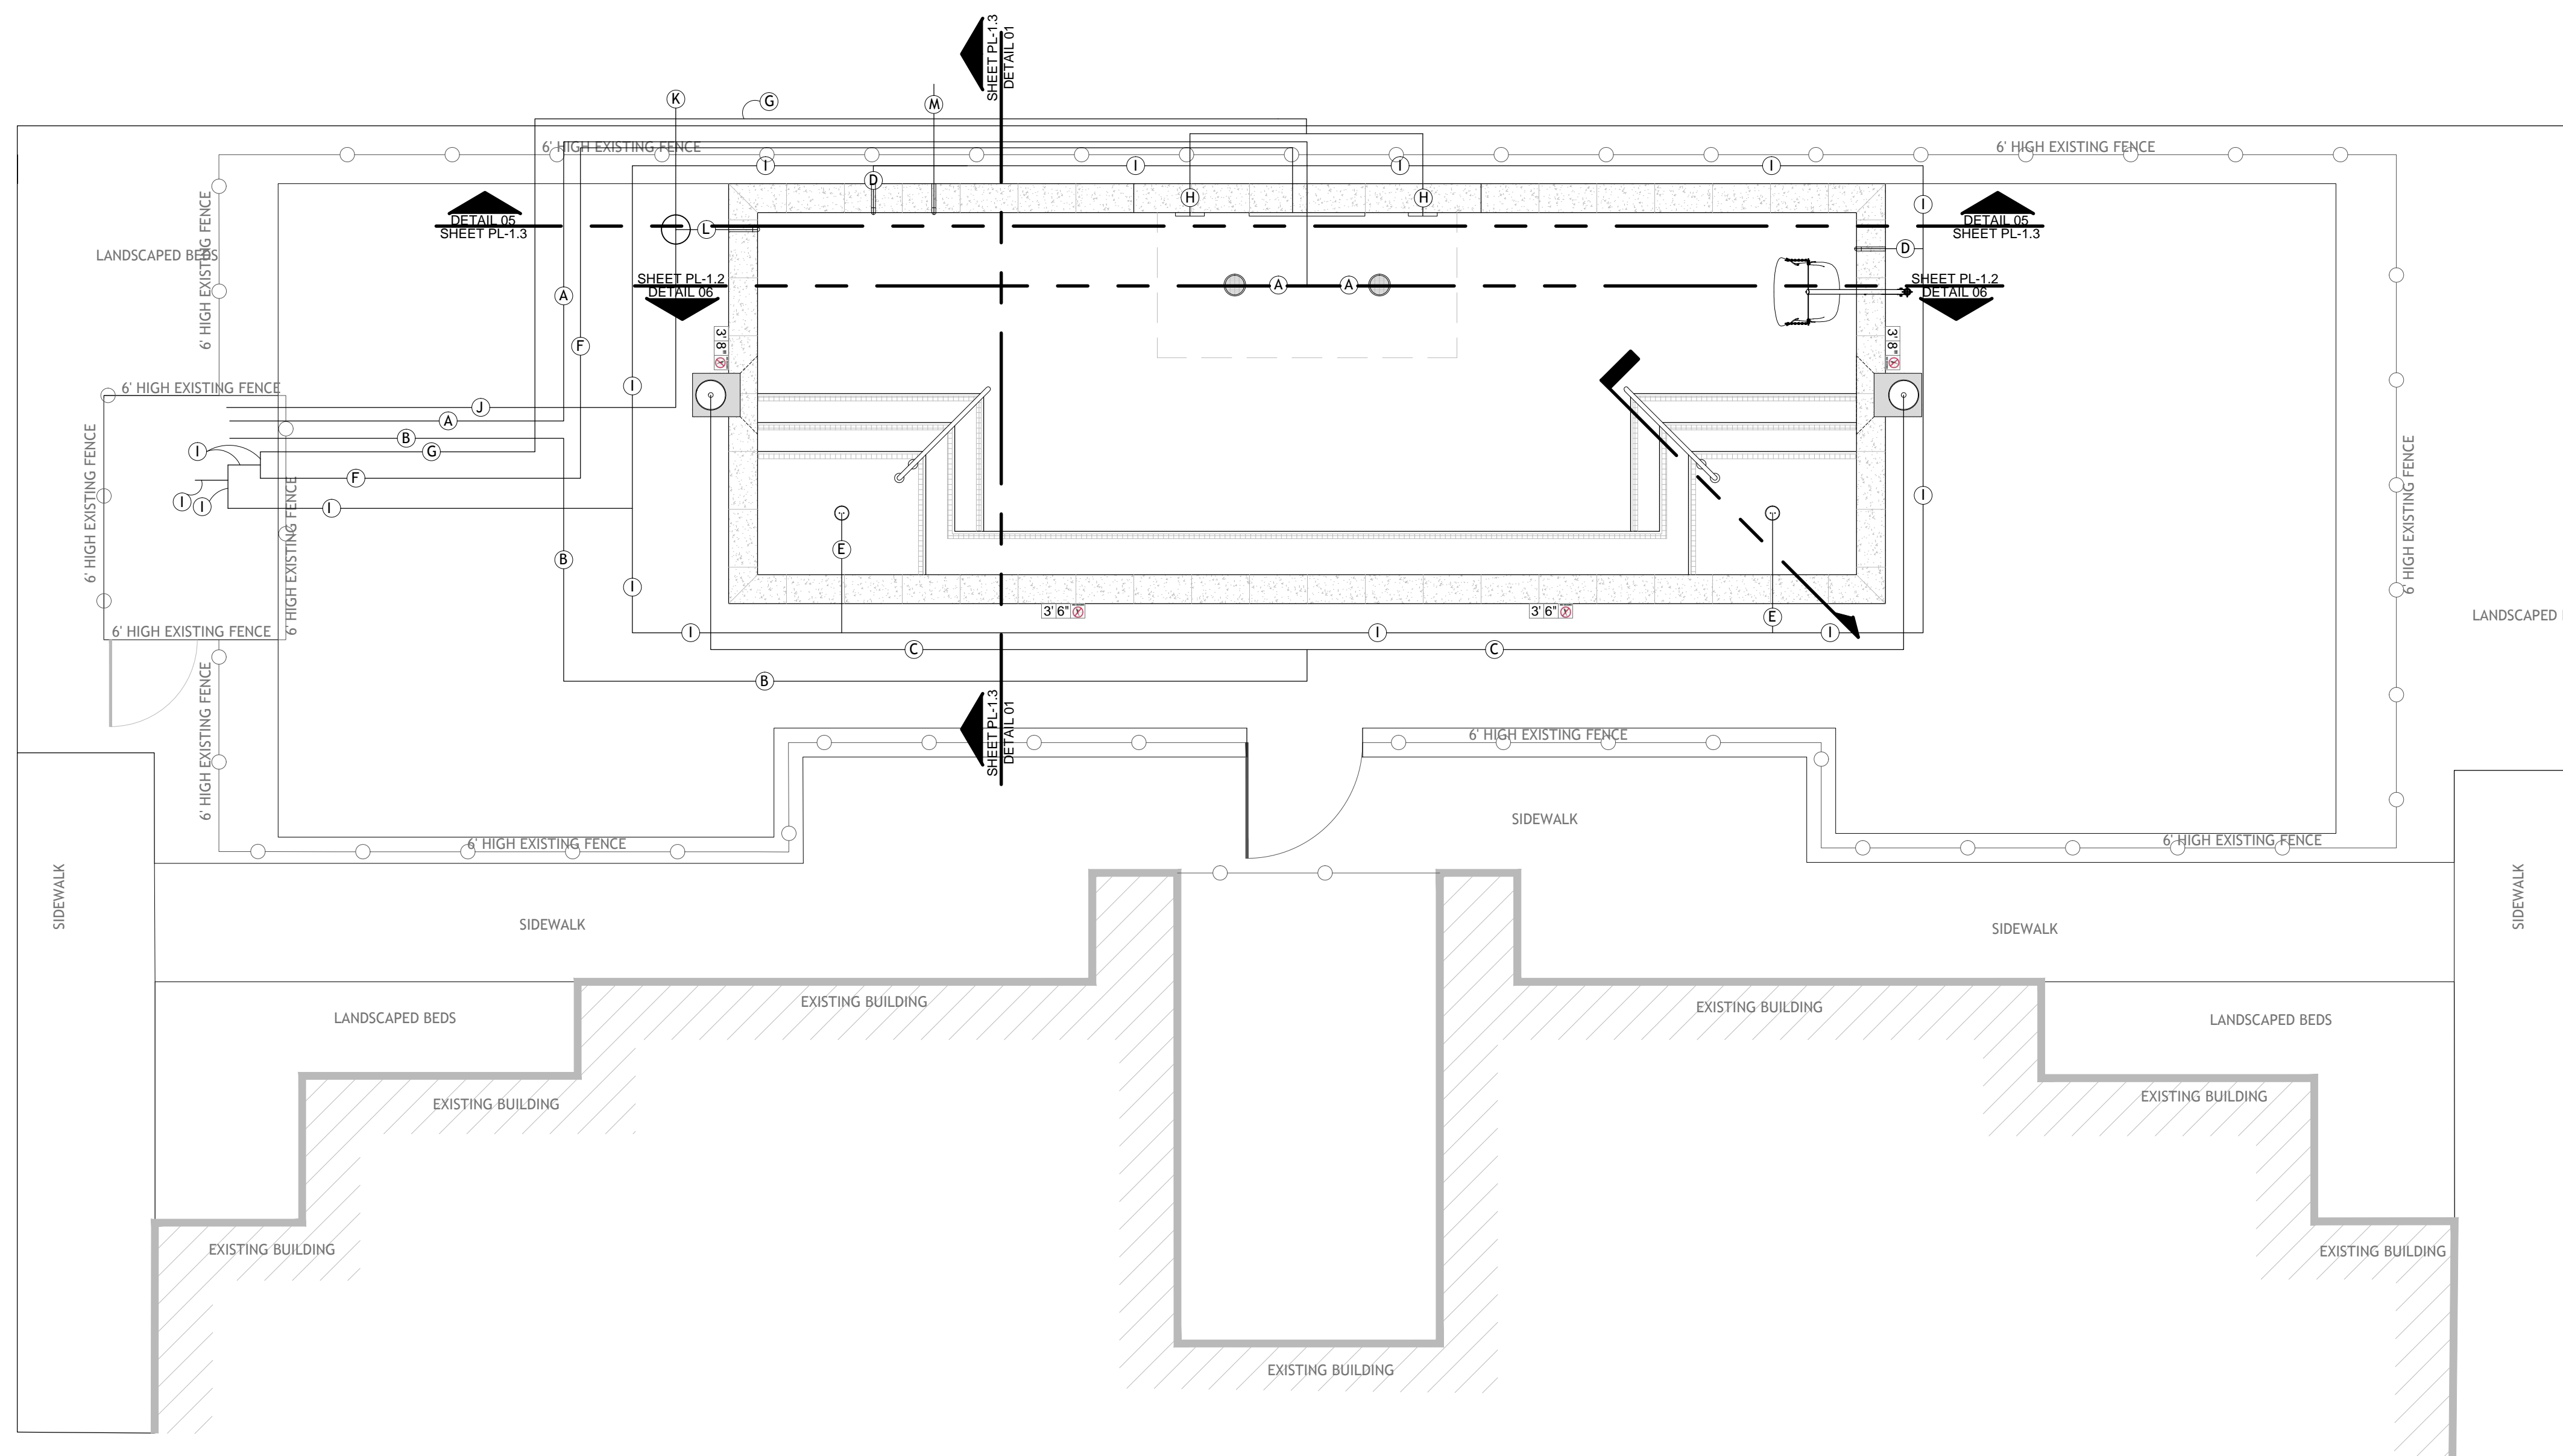 SHEET PL-1.3
DETAIL 01
K
G
M
6' HIGH EXISTING FENCE
6' HIGH EXISTING FENCE
I
I
I
I
D
H
H
I
6' HIGH EXISTING FENCE
LANDSCAPED BEDS
DETAIL 05
SHEET PL-1.3
L
DETAIL 05
SHEET PL-1.3
D
SHEET PL-1.2
DETAIL 06
A
A
A
SHEET PL-1.2
DETAIL 06
F
3' 8"
3' 8"
6' HIGH EXISTING FENCE
I
J
A
B
G
I
F
I
I
I
I
6' HIGH EXISTING FENCE
6' HIGH EXISTING FENCE
6' HIGH EXISTING FENCE
E
B
I
3' 6"
3' 6"
E
LANDSCAPED
6' HIGH EXISTING FENCE
I
I
I
C
C
B
6' HIGH EXISTING FENCE
SHEET PL-1.3
DETAIL 01
6' HIGH EXISTING FENCE
SIDEWALK
6' HIGH EXISTING FENCE
6' HIGH EXISTING FENCE
SIDEWALK
SIDEWALK
SIDEWALK
SIDEWALK
EXISTING BUILDING
EXISTING BUILDING
LANDSCAPED BEDS
LANDSCAPED BEDS
EXISTING BUILDING
EXISTING BUILDING
EXISTING BUILDING
EXISTING BUILDING
EXISTING BUILDING